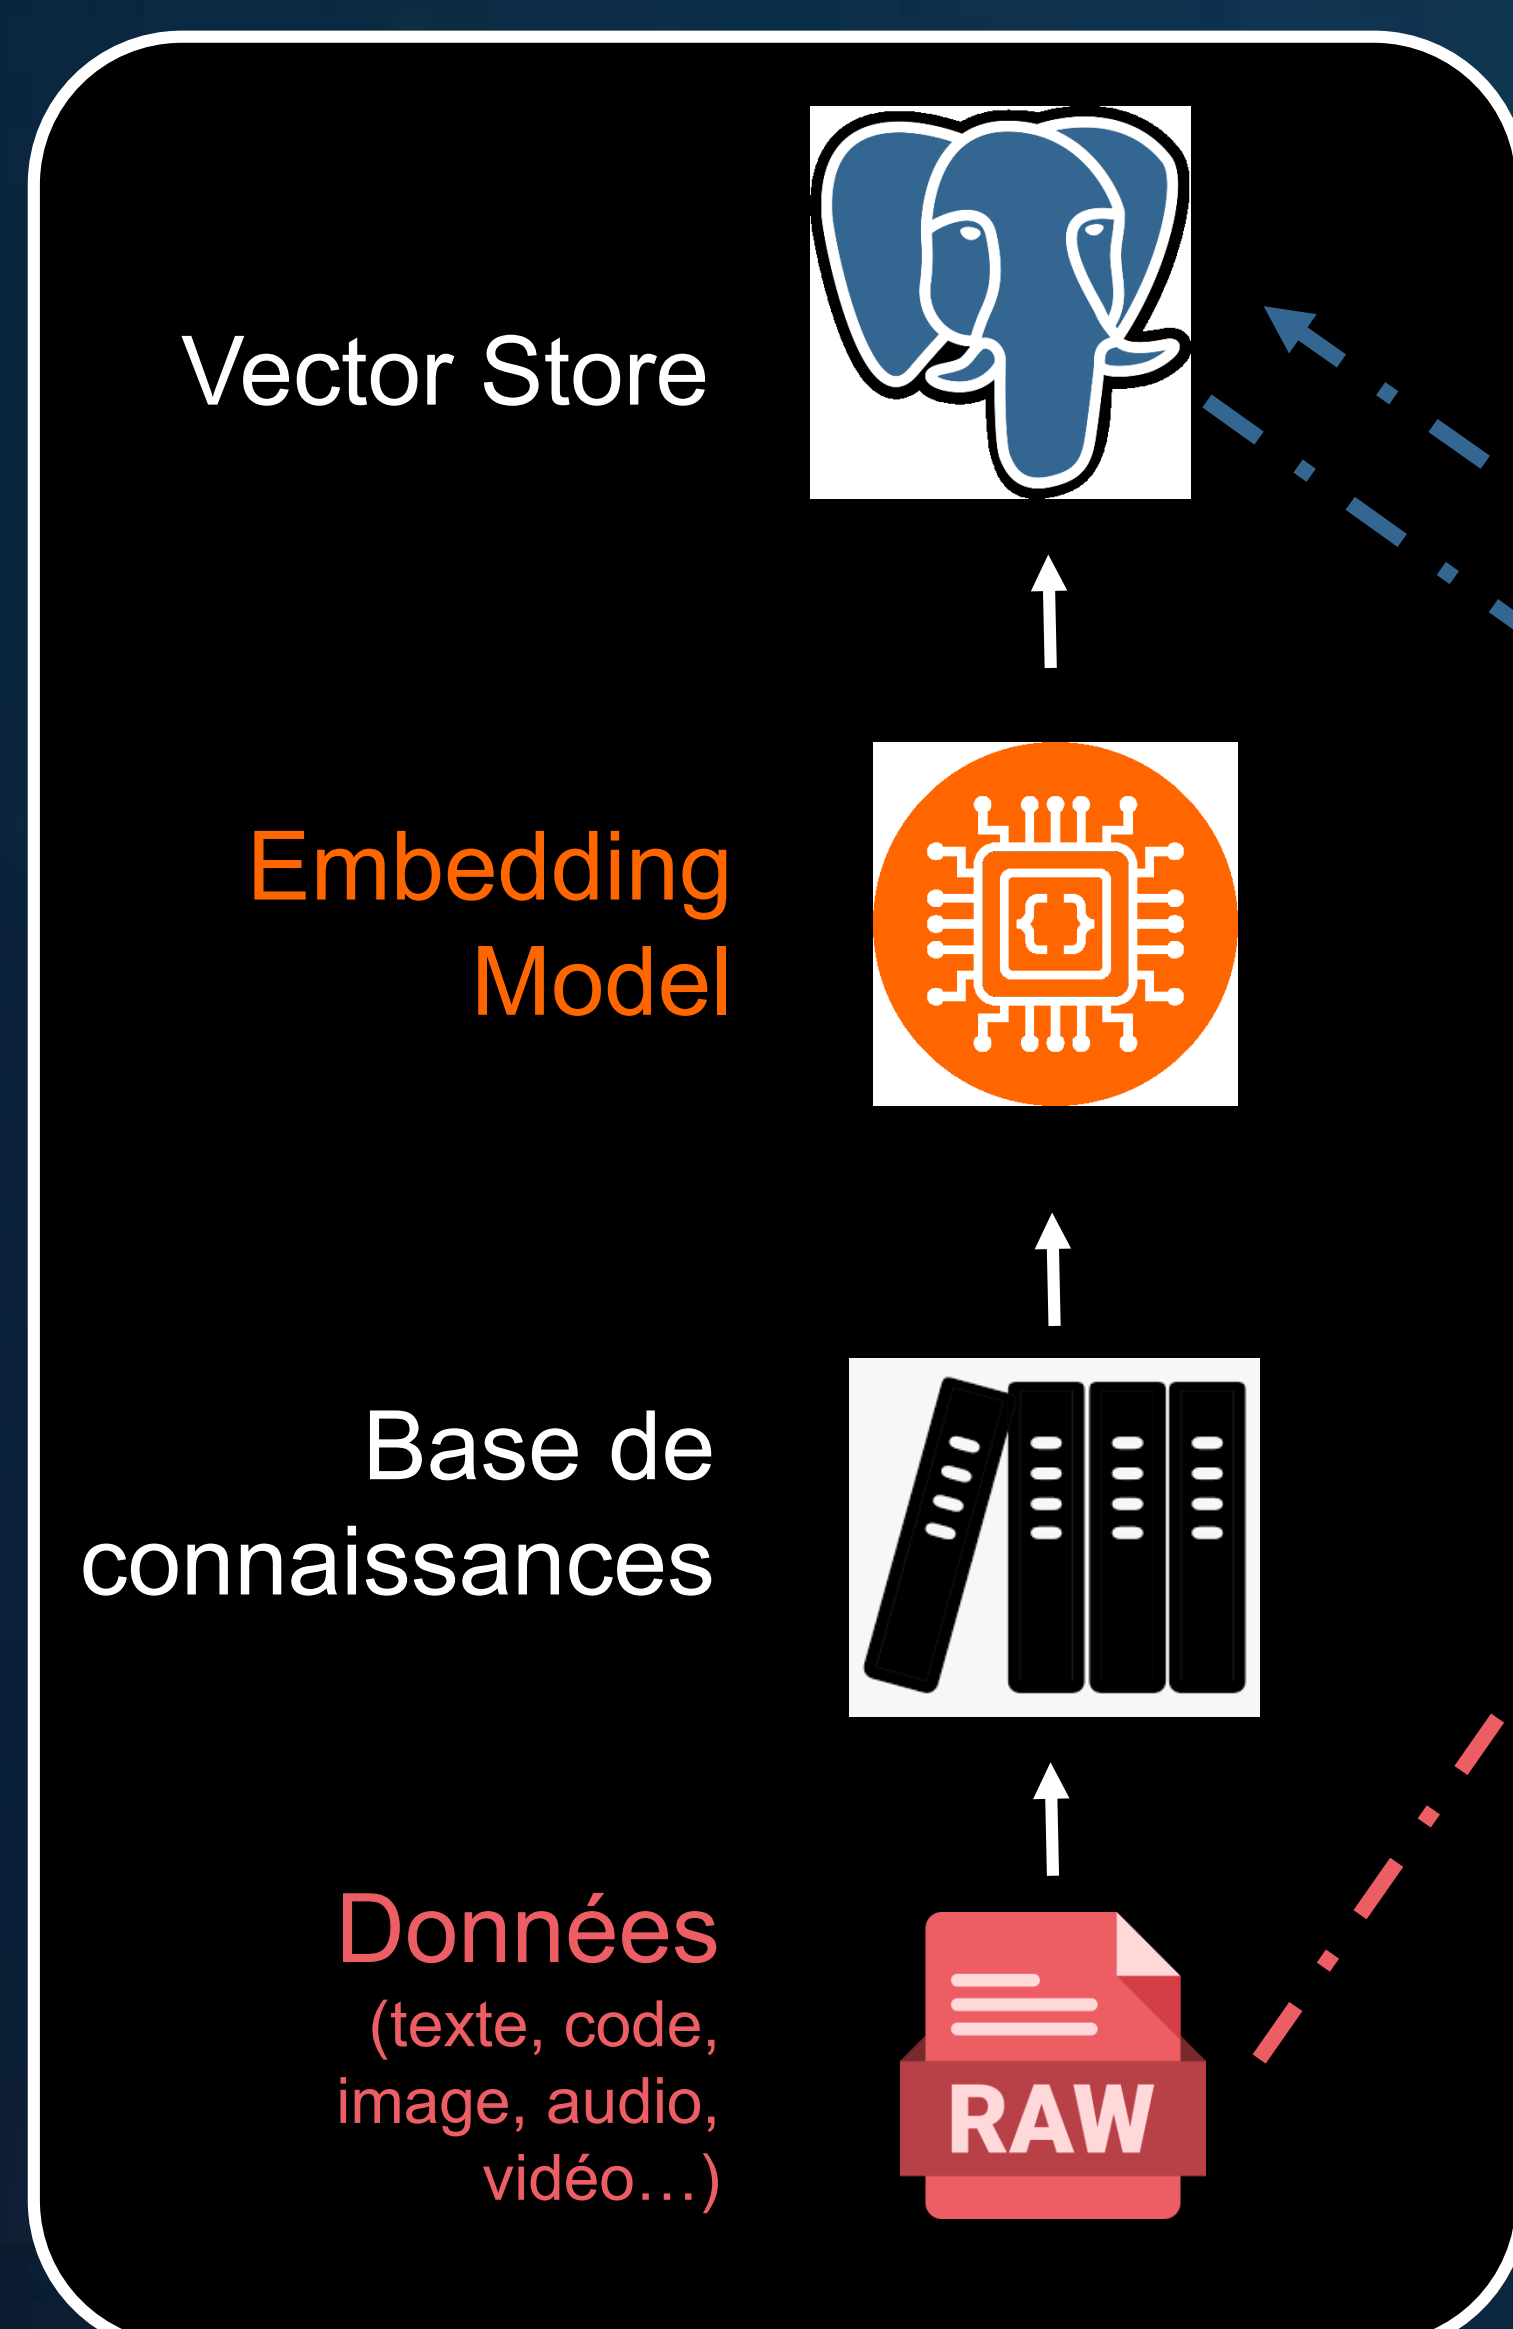 Vector Store
Embedding
Model
Base de
connaissances
Données
(texte, code,
image, audio,
vidéo…)
RAW